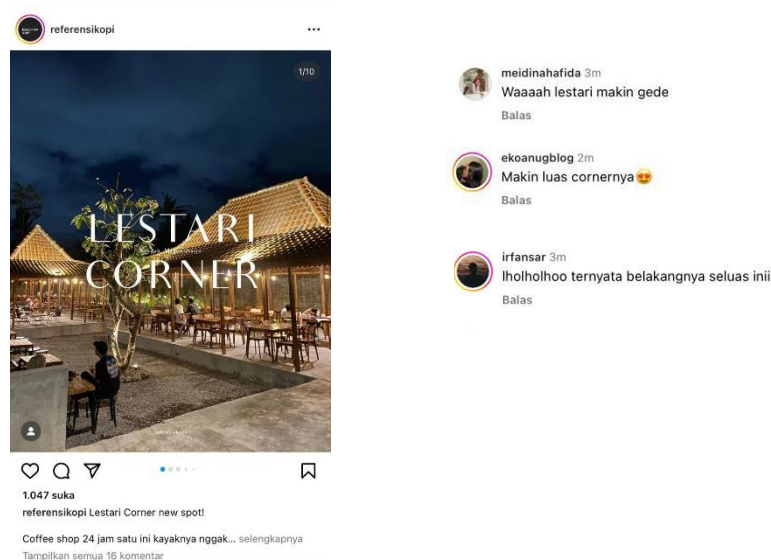 referensikopi
1/10
LESTARI
CORNER
1.047 suka
referensikopi Lestari Corner new spot!
Coffee shop 24 jam satu ini kayaknya nggak... selengkapnya
Tampilkan semua 16 komentar
meidinahafida 3m
Waaaah lestari makin gede
Balas
ekoanugblog 2m
Makin luas cornernya😍
Balas
irfansar 3m
lholholhoo ternyata belakangnya seluas inii
Balas